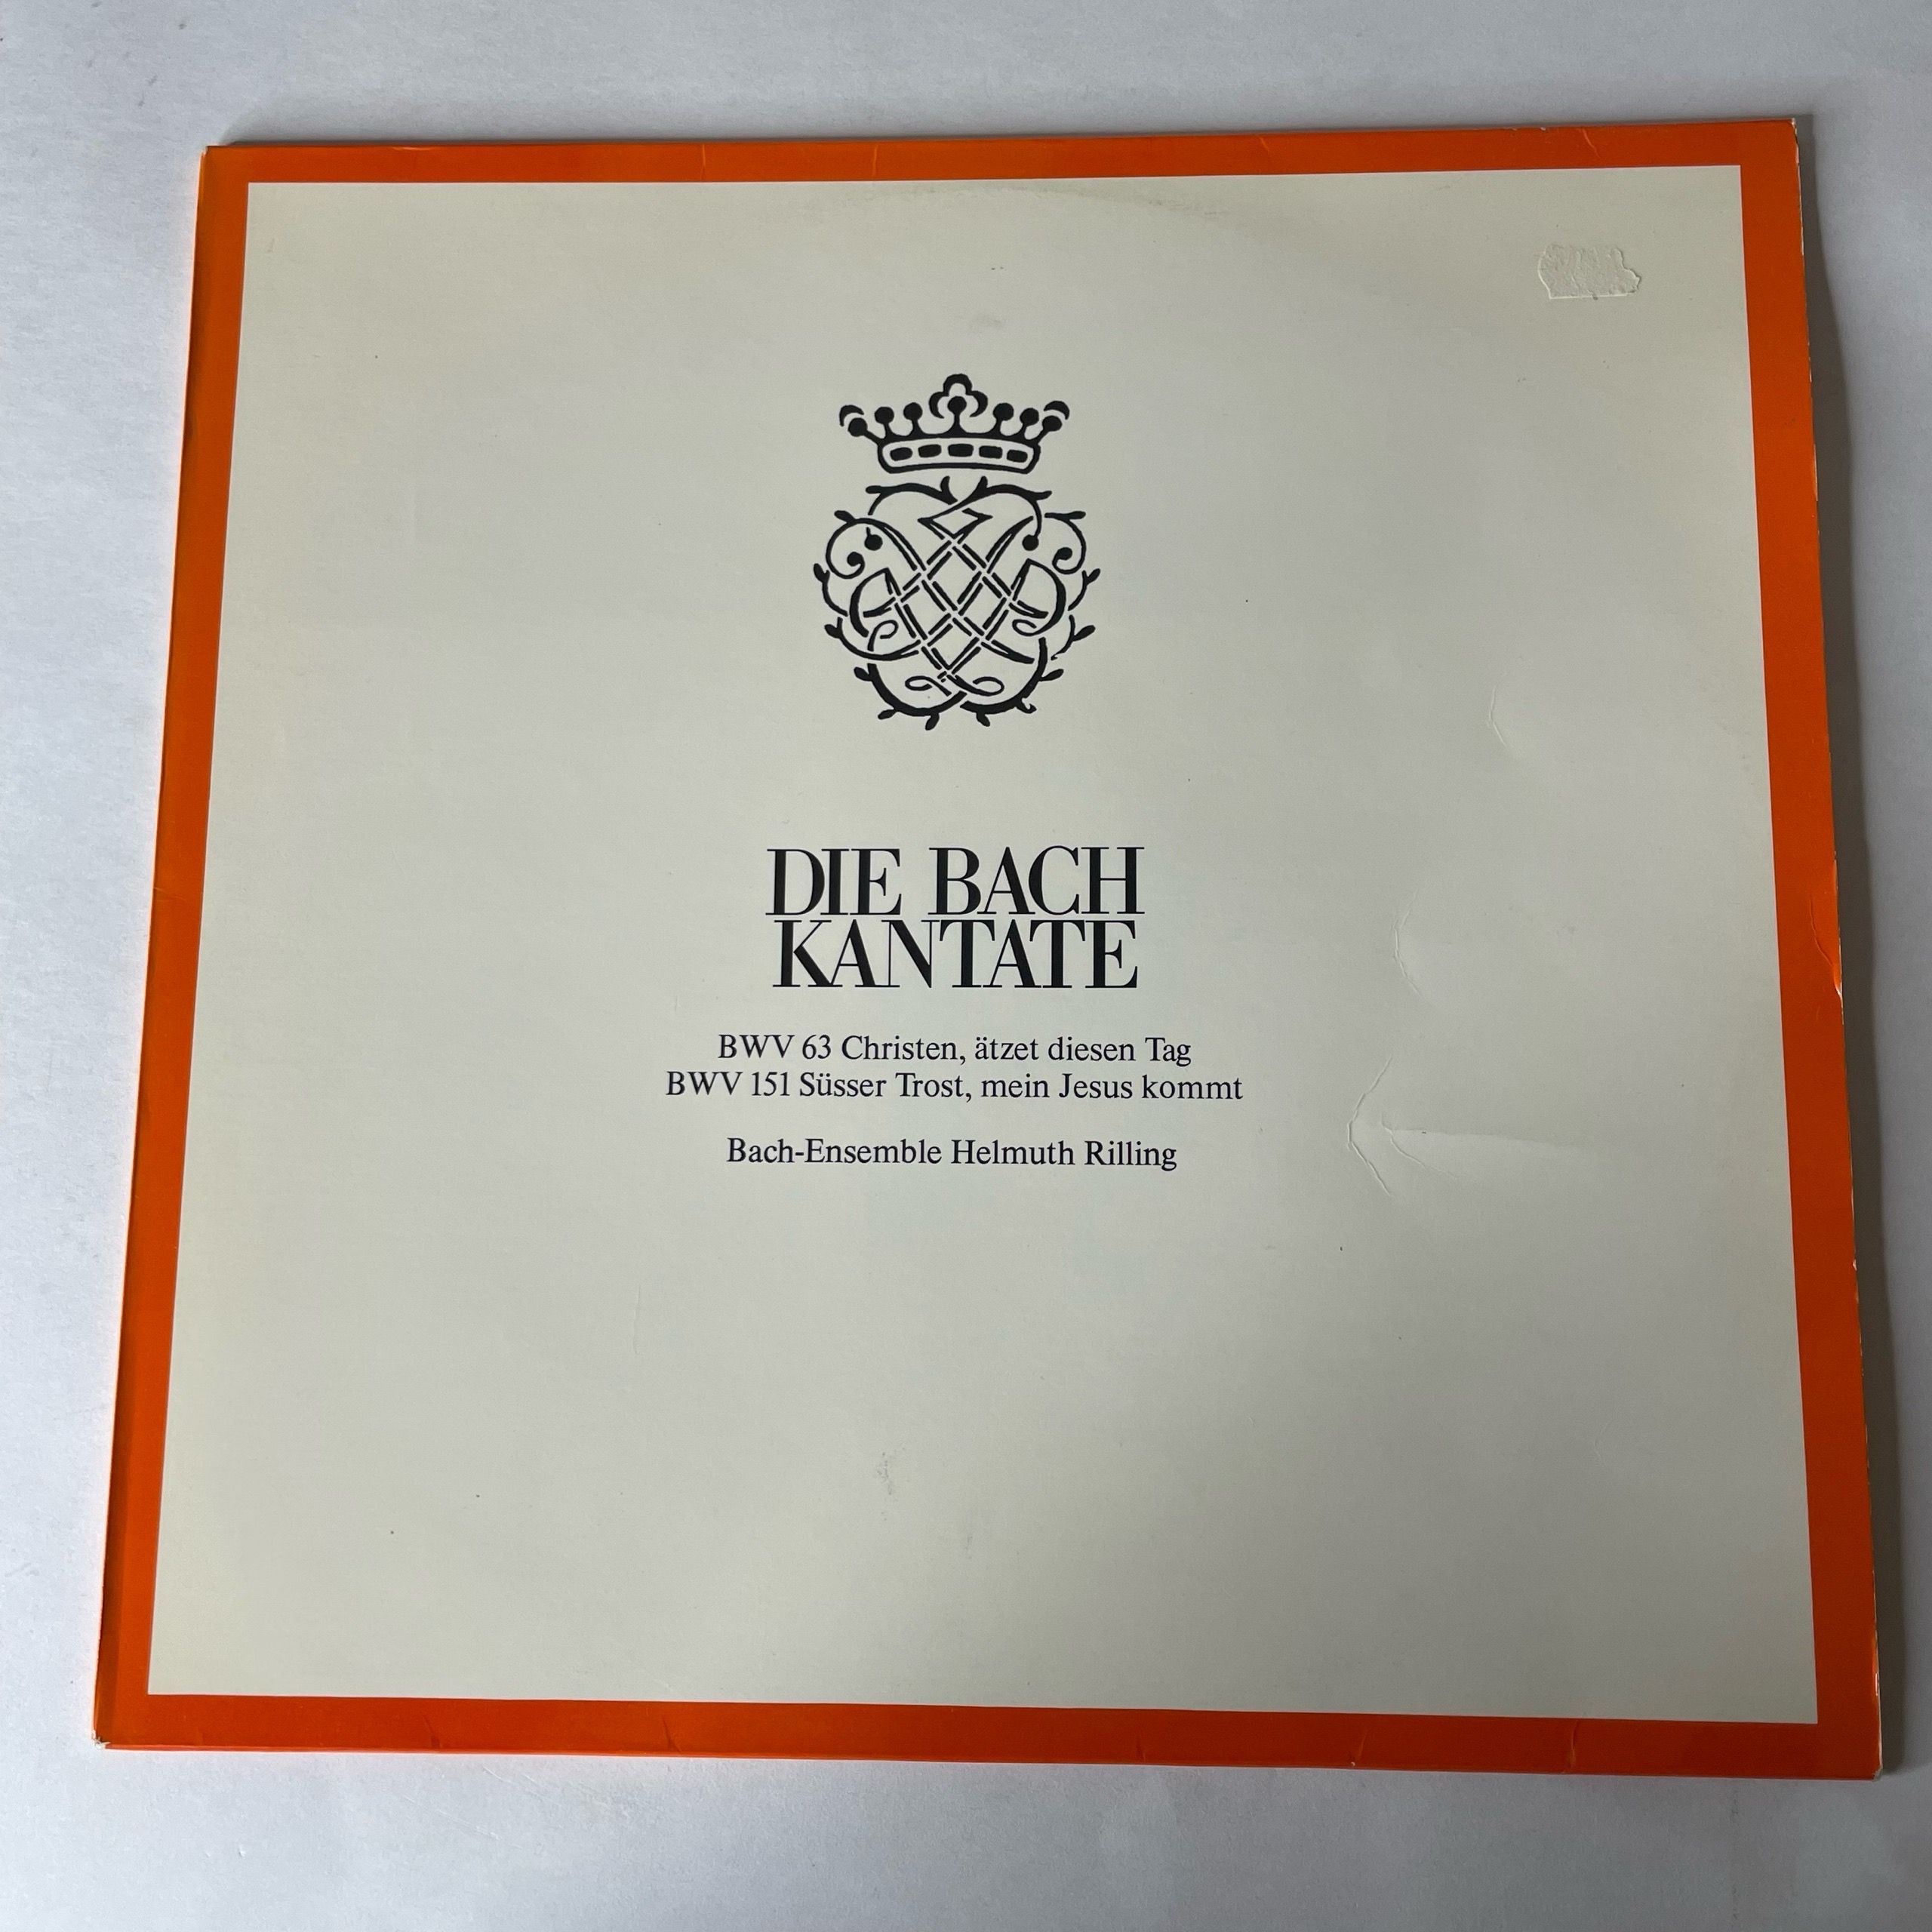 DIE BACH
KANTATE
BWV 63 Christen, ätzet diesen Tag
BWV 151 Süsser Trost, mein Jesus kommt
Bach-Ensemble Helmuth Rilling